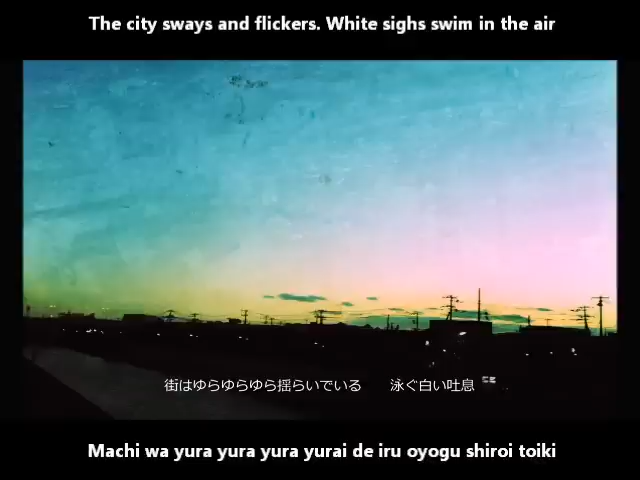 The city sways and flickers. White sighs swim in the air
街はゆらゆらゆら揺らいでいる　　泳ぐ白い吐息
Machi wa yura yura yura yurai de iru oyogu shiroi toiki